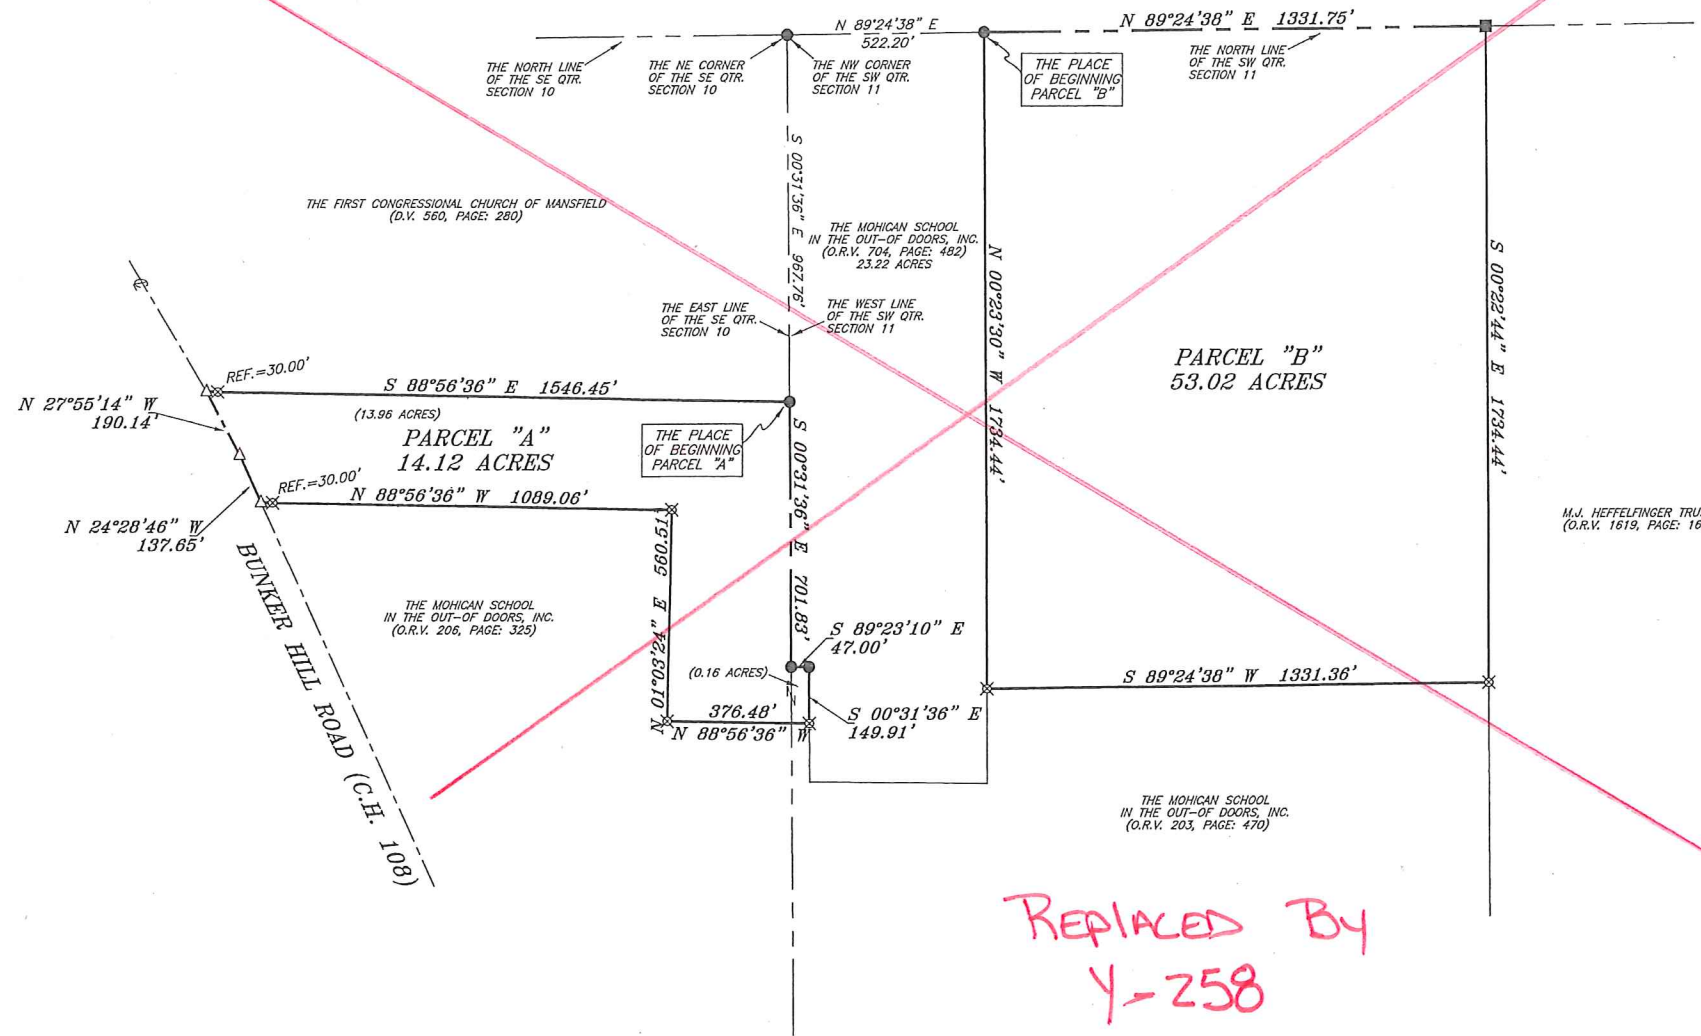 N 89°24'38" E
522.20'
N 89°24'38" E 1331.75'
THE NORTH LINE
OF THE SE QTR.
SECTION 10
THE NE CORNER
OF THE SE QTR.
SECTION 10
THE NW CORNER
OF THE SW QTR.
SECTION 11
THE PLACE
OF BEGINNING
PARCEL "B"
THE NORTH LINE
OF THE SW QTR.
SECTION 11
S 00°31'36" E 967.76'
THE FIRST CONGRESSIONAL CHURCH OF MANSFIELD
(D.V. 560, PAGE: 280)
THE MOHICAN SCHOOL
IN THE OUT-OF DOORS, INC.
(O.R.V. 704, PAGE: 482)
23.22 ACRES
N 00°23'30" W 1734.44'
S 00°22'44" E 1734.44'
THE EAST LINE
OF THE SE QTR.
SECTION 10
THE WEST LINE
OF THE SW QTR.
SECTION 11
PARCEL "B"
53.02 ACRES
REF.=30.00'
S 88°56'36" E 1546.45'
N 27°55'14" W
190.14'
(13.96 ACRES)
PARCEL "A"
14.12 ACRES
THE PLACE
OF BEGINNING
PARCEL "A"
S 00°31'36" E 701.83'
REF.=30.00'
N 88°56'36" W 1089.06'
N 24°28'46" W
137.65'
M.J. HEFFELFINGER TRU
(O.R.V. 1619, PAGE: 16
BUNKER HILL ROAD (C.H. 108)
THE MOHICAN SCHOOL
IN THE OUT-OF DOORS, INC.
(O.R.V. 206, PAGE: 325)
N 01°03'24" E 560.51'
S 89°23'10" E
47.00'
(0.16 ACRES)
S 89°24'38" W 1331.36'
376.48'
N 88°56'36" W
S 00°31'36" E
149.91'
THE MOHICAN SCHOOL
IN THE OUT-OF DOORS, INC.
(O.R.V. 203, PAGE: 470)
REPLACED BY
Y-258